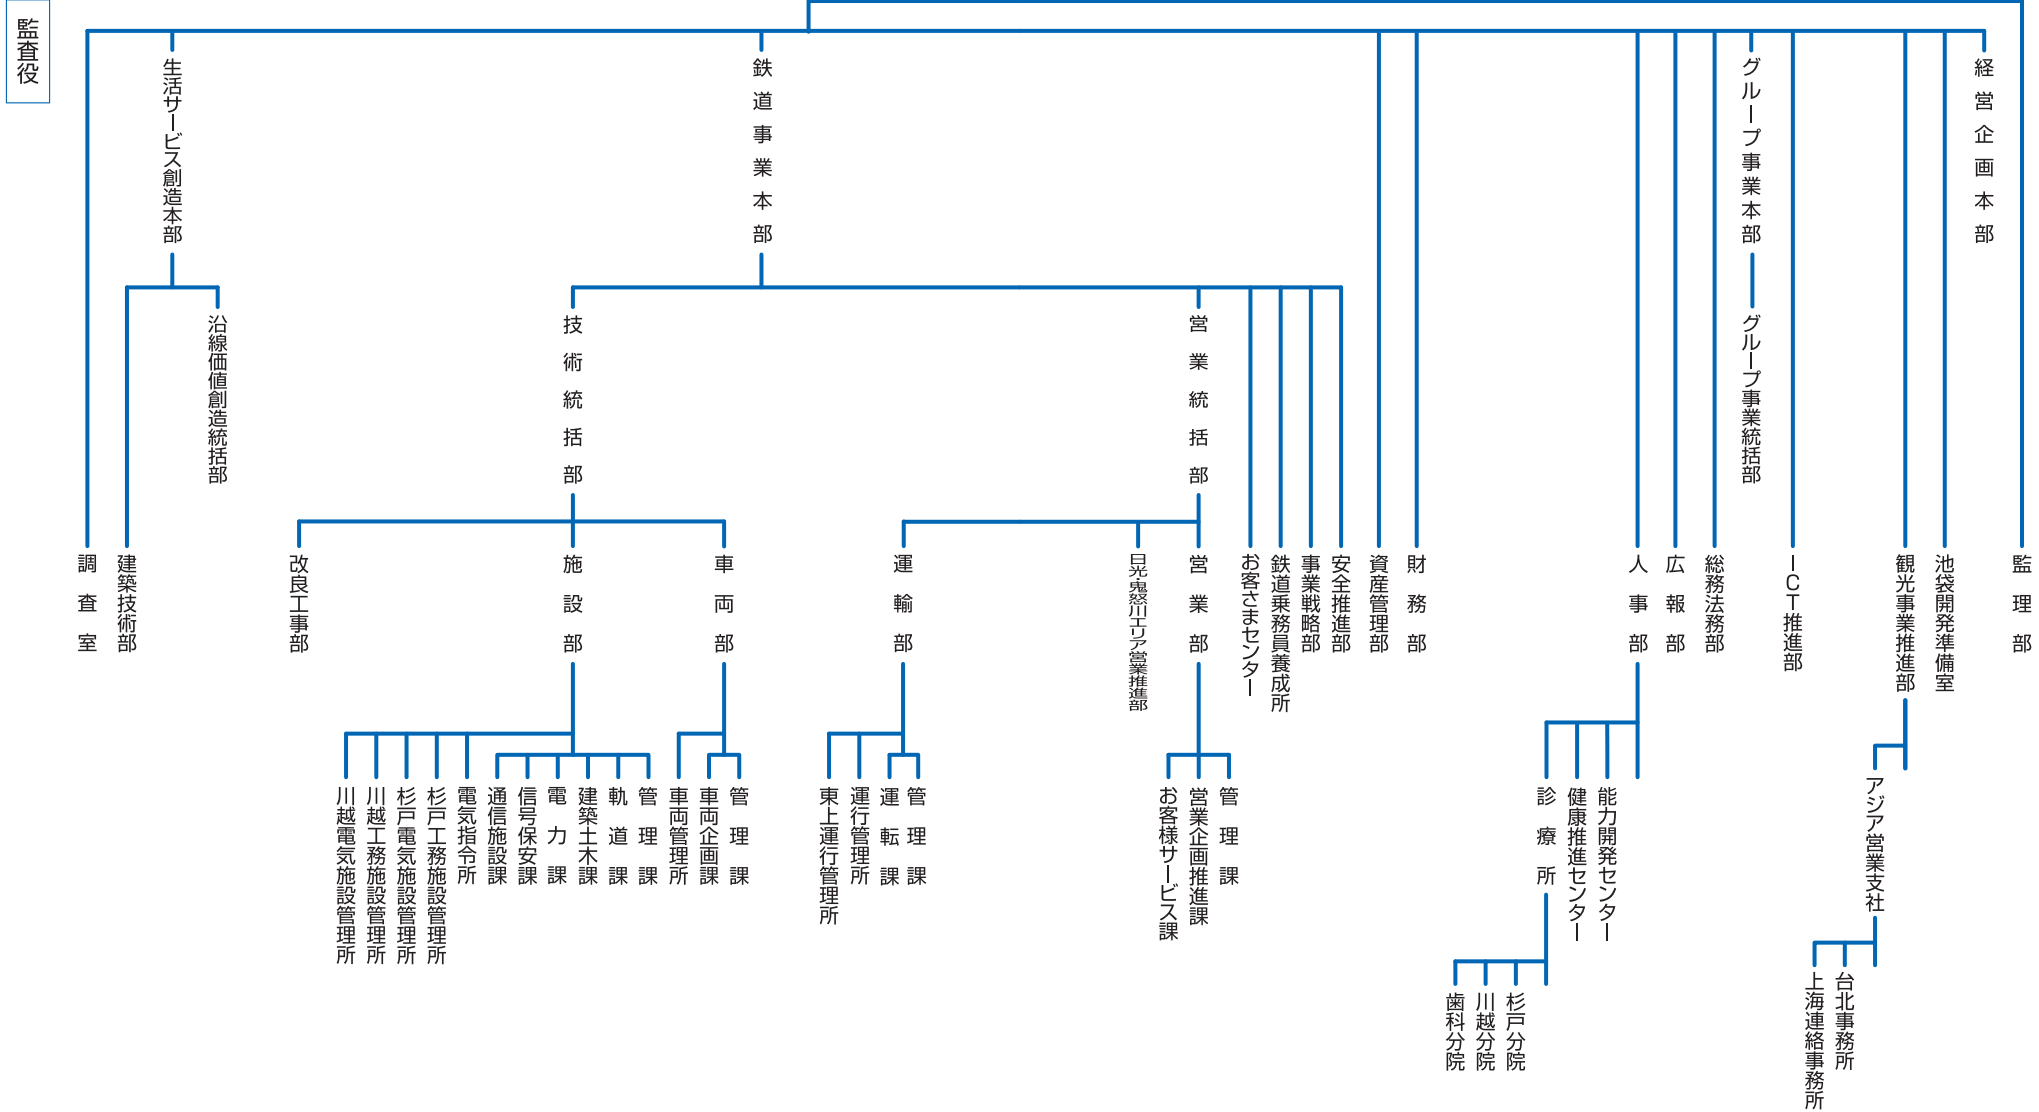 監査役
経営企画本部
グループ事業本部
鉄道事業本部
生活サービス創造本部
グループ事業統括部
営業統括部
技術統括部
沿線価値創造統括部
監理部
池袋開発準備室
観光事業推進部
ICT推進部
総務法務部
広報部
人事部
財務部
資産管理部
安全推進部
事業戦略部
鉄道乗務員養成所
お客さまセンター
営業部
日光・鬼怒川エリア営業推進部
運輸部
車両部
施設部
改良工事部
建築技術部
調査室
アジア営業支社
能力開発センター
健康推進センター
診療所
管理課
営業企画推進課
お客様サービス課
管理課
運転課
運行管理所
東上運行管理所
管理課
車両企画課
車両管理所
管理課
軌道課
建築土木課
電力課
信号保安課
通信施設課
電気指令所
杉戸工務施設管理所
杉戸電気施設管理所
川越工務施設管理所
川越電気施設管理所
台北事務所
上海連絡事務所
杉戸分院
川越分院
歯科分院